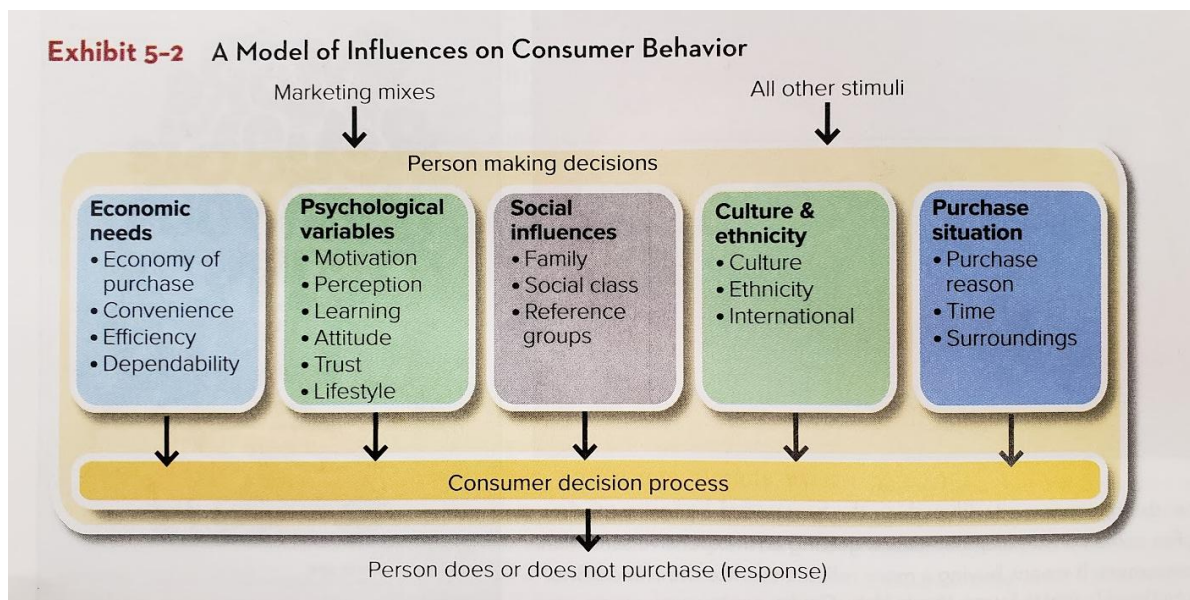 Exhibit 5-2 A Model of Influences on Consumer Behavior
Marketing mixes
All other stimuli
Person making decisions
Economic
needs
• Economy of
purchase
• Convenience
• Efficiency
• Dependability
Psychological
variables
• Motivation
• Perception
• Learning
• Attitude
• Trust
• Lifestyle
Social
influences
• Family
• Social class
• Reference
groups
Culture &
ethnicity
• Culture
• Ethnicity
• International
Purchase
situation
• Purchase
reason
• Time
• Surroundings
Consumer decision process
Person does or does not purchase (response)